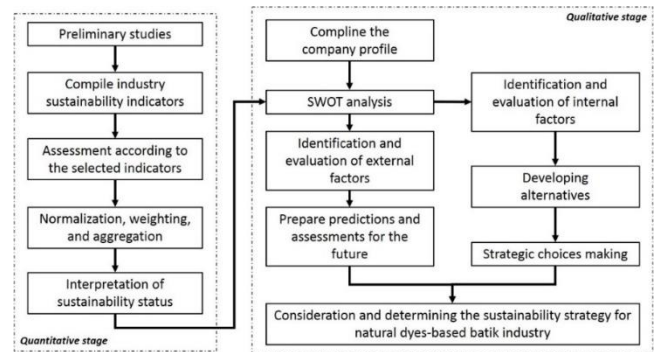 Preliminary studies
Compile industry
sustainability indicators
Assessment according to
the selected indicators
Normalization, weighting,
and aggregation
Interpretation of
sustainability status
Quantitative stage
Qualitative stage
Compline the
company profile
SWOT analysis
Identification and
evaluation of external
factors
Prepare predictions and
assessments for the
future
Identification and
evaluation of internal
factors
Developing
alternatives
Strategic choices making
Consideration and determining the sustainability strategy for
natural dyes-based batik industry